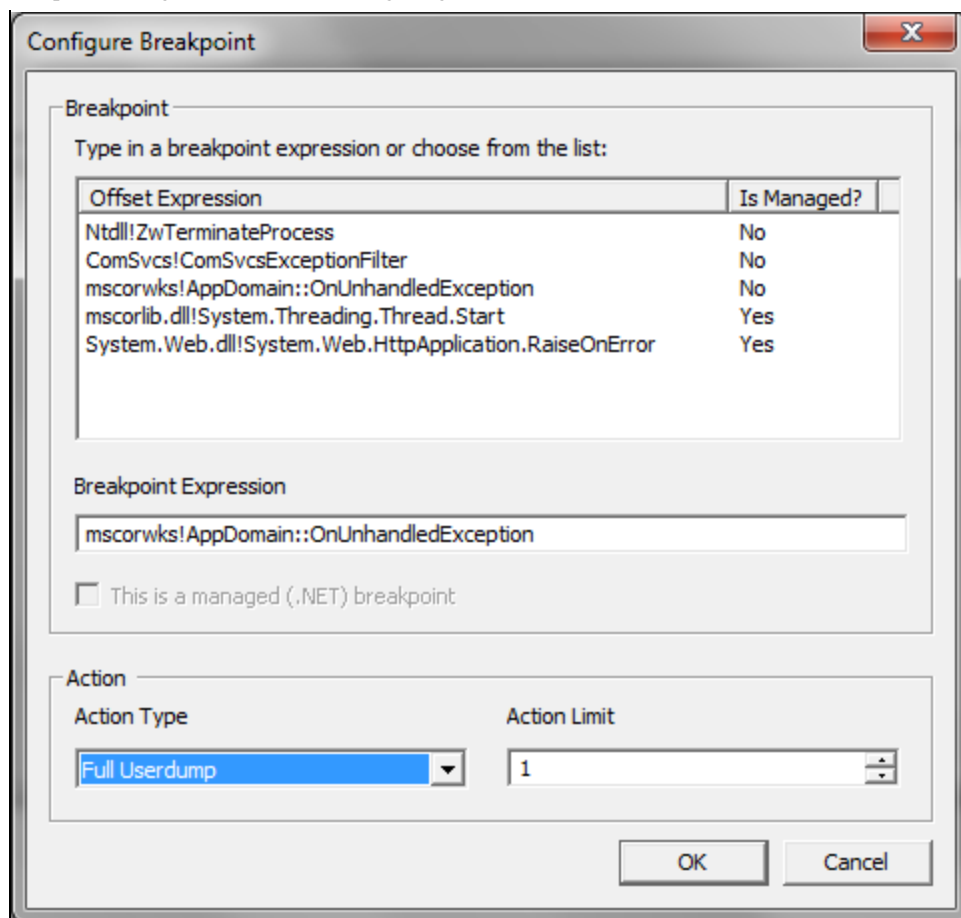 Configure Breakpoint
Breakpoint
Type in a breakpoint expression or choose from the list:
Offset Expression Is Managed?
Ntdll!ZwTerminateProcess No
ComSvcs!ComSvcsExceptionFilter No
mscorwks!AppDomain::OnUnhandledException No
mscorlib.dll!System.Threading.Thread.Start Yes
System.Web.dll!System.Web.HttpApplication.RaiseOnError Yes
Breakpoint Expression
mscorwks!AppDomain::OnUnhandledException
This is a managed (.NET) breakpoint
Action
Action Type Action Limit
Full Userdump 1
OK Cancel